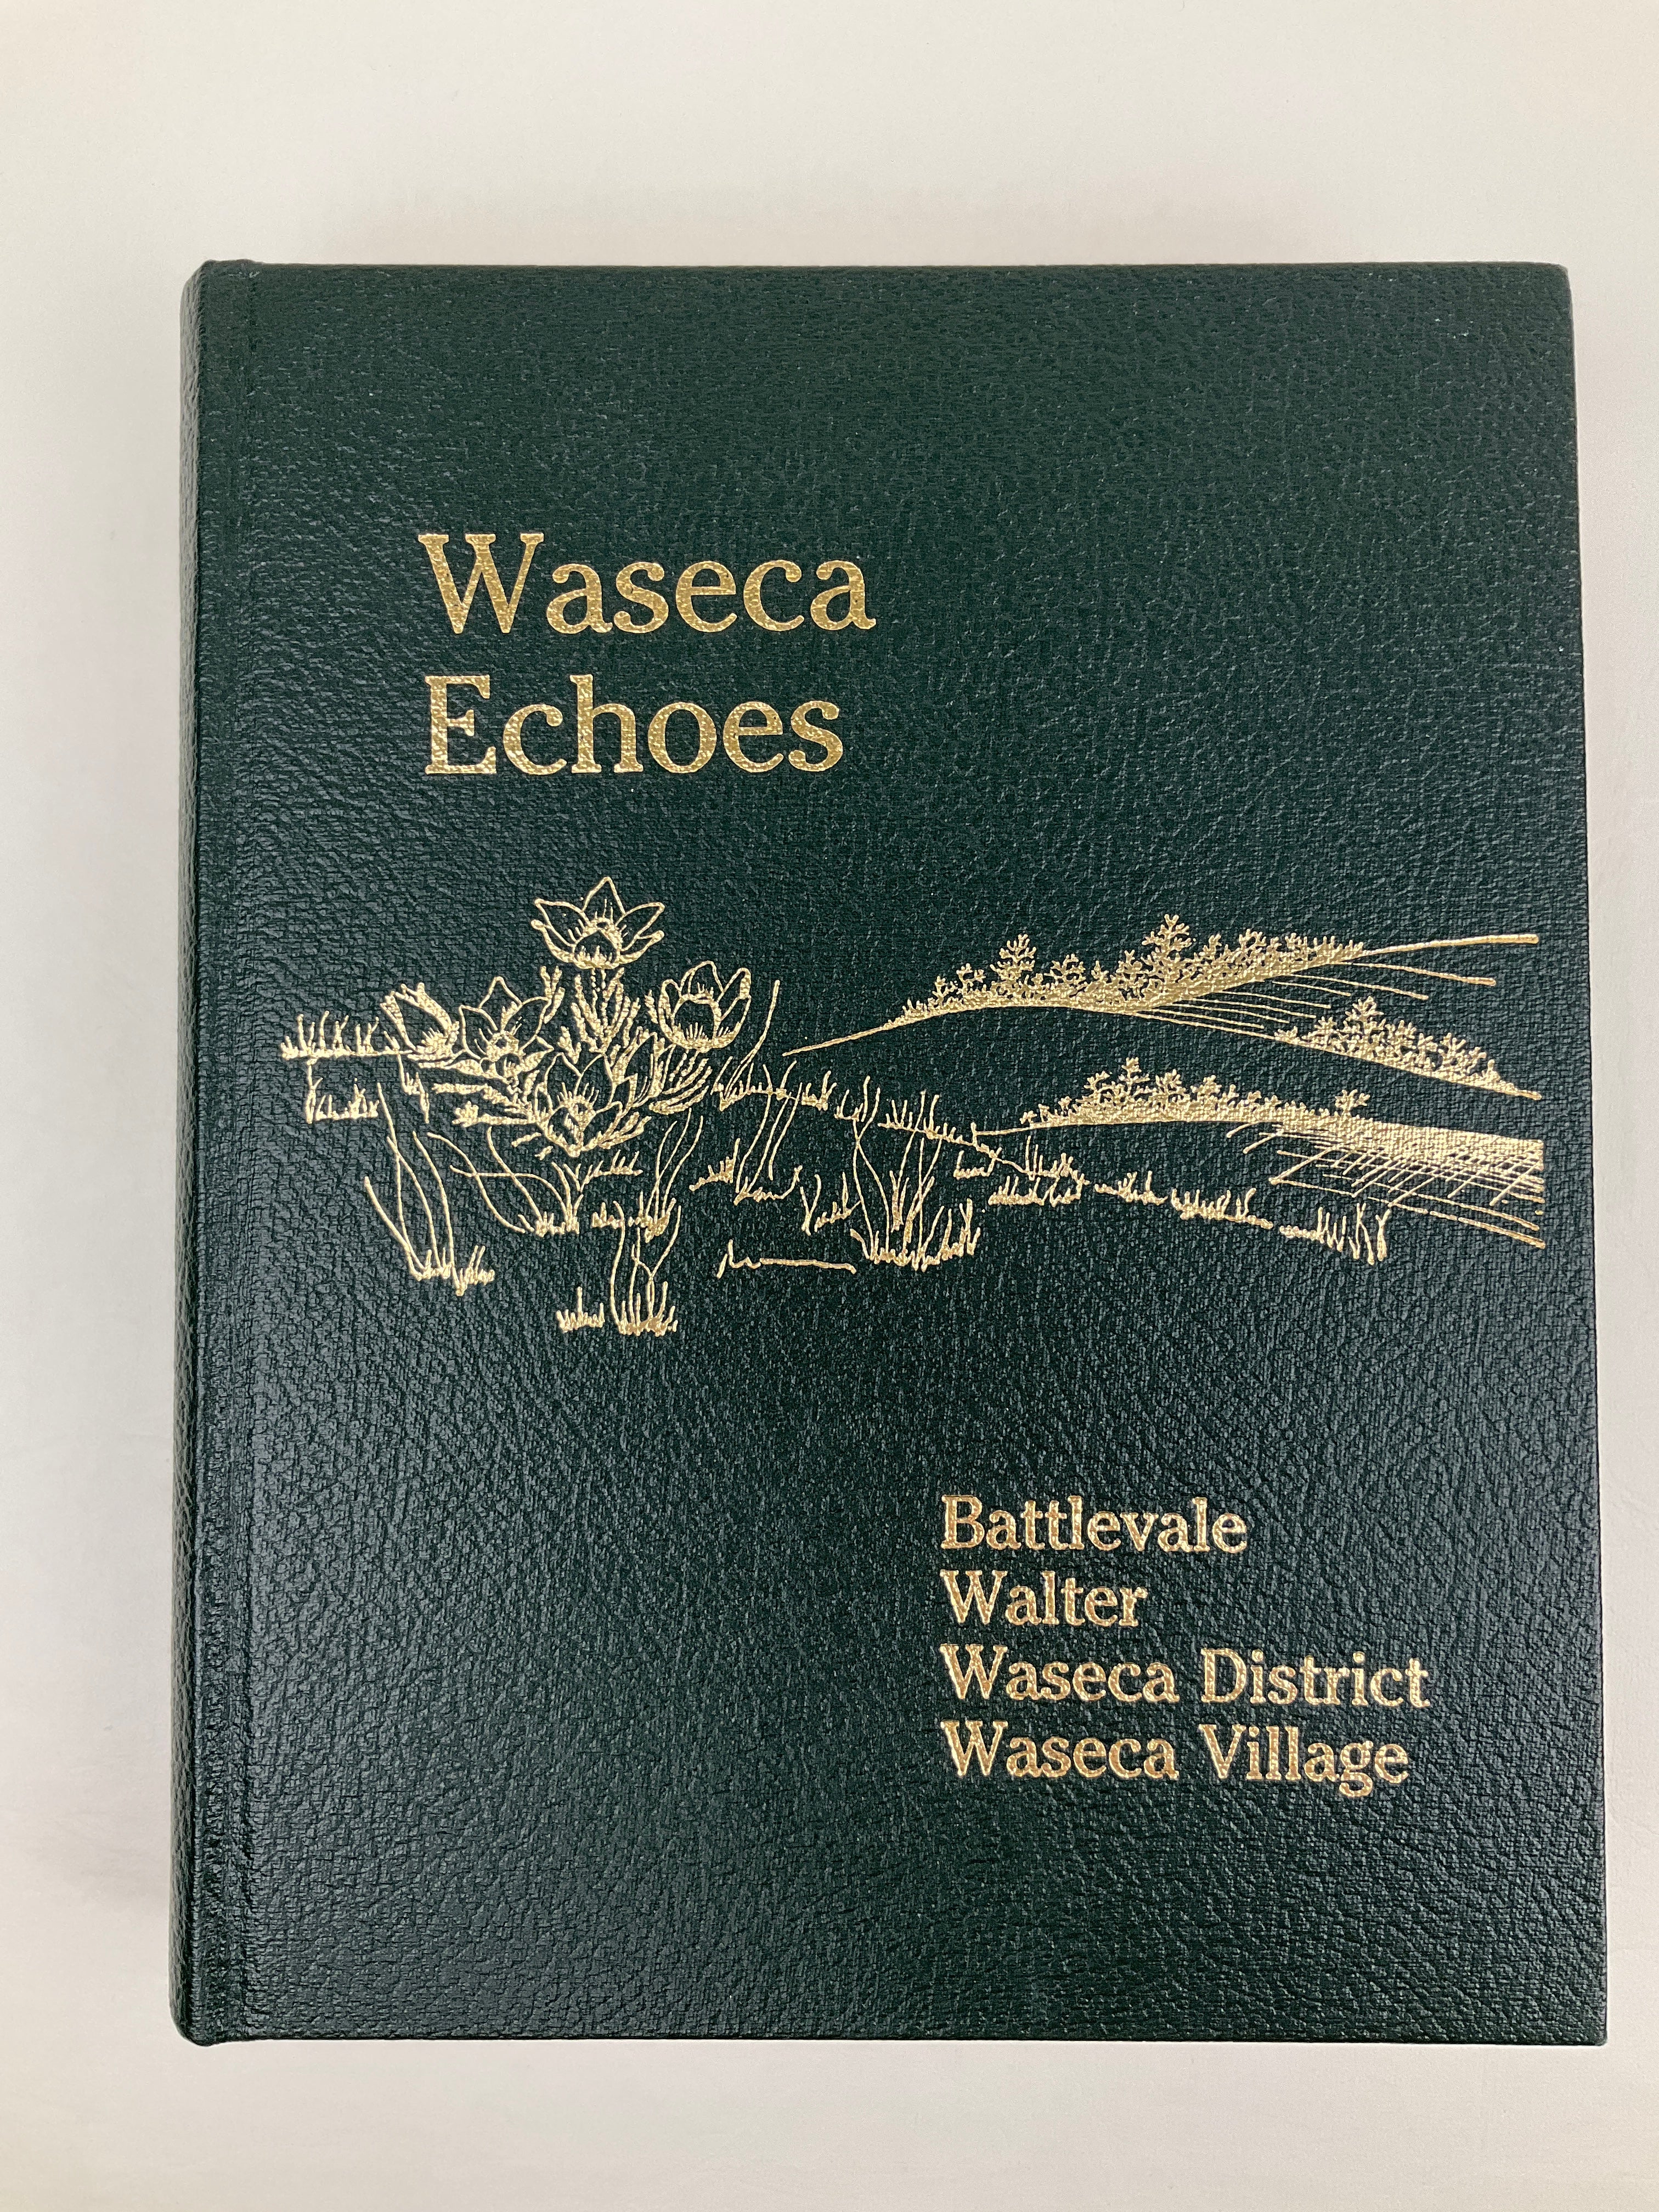 Waseca
Echoes
Battlevale
Walter
Waseca District
Waseca Village